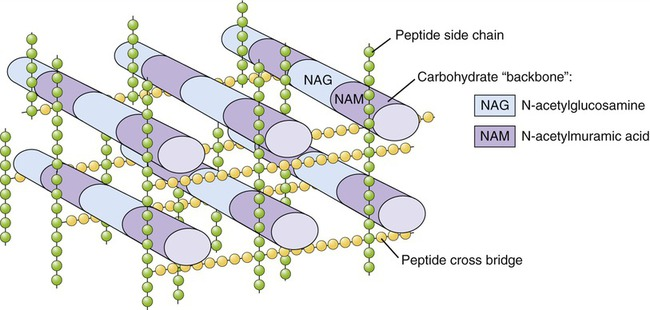 Peptide side chain
Carbohydrate “backbone”:
NAG
NAM
NAG N-acetylglucosamine
NAM N-acetylmuramic acid
Peptide cross bridge